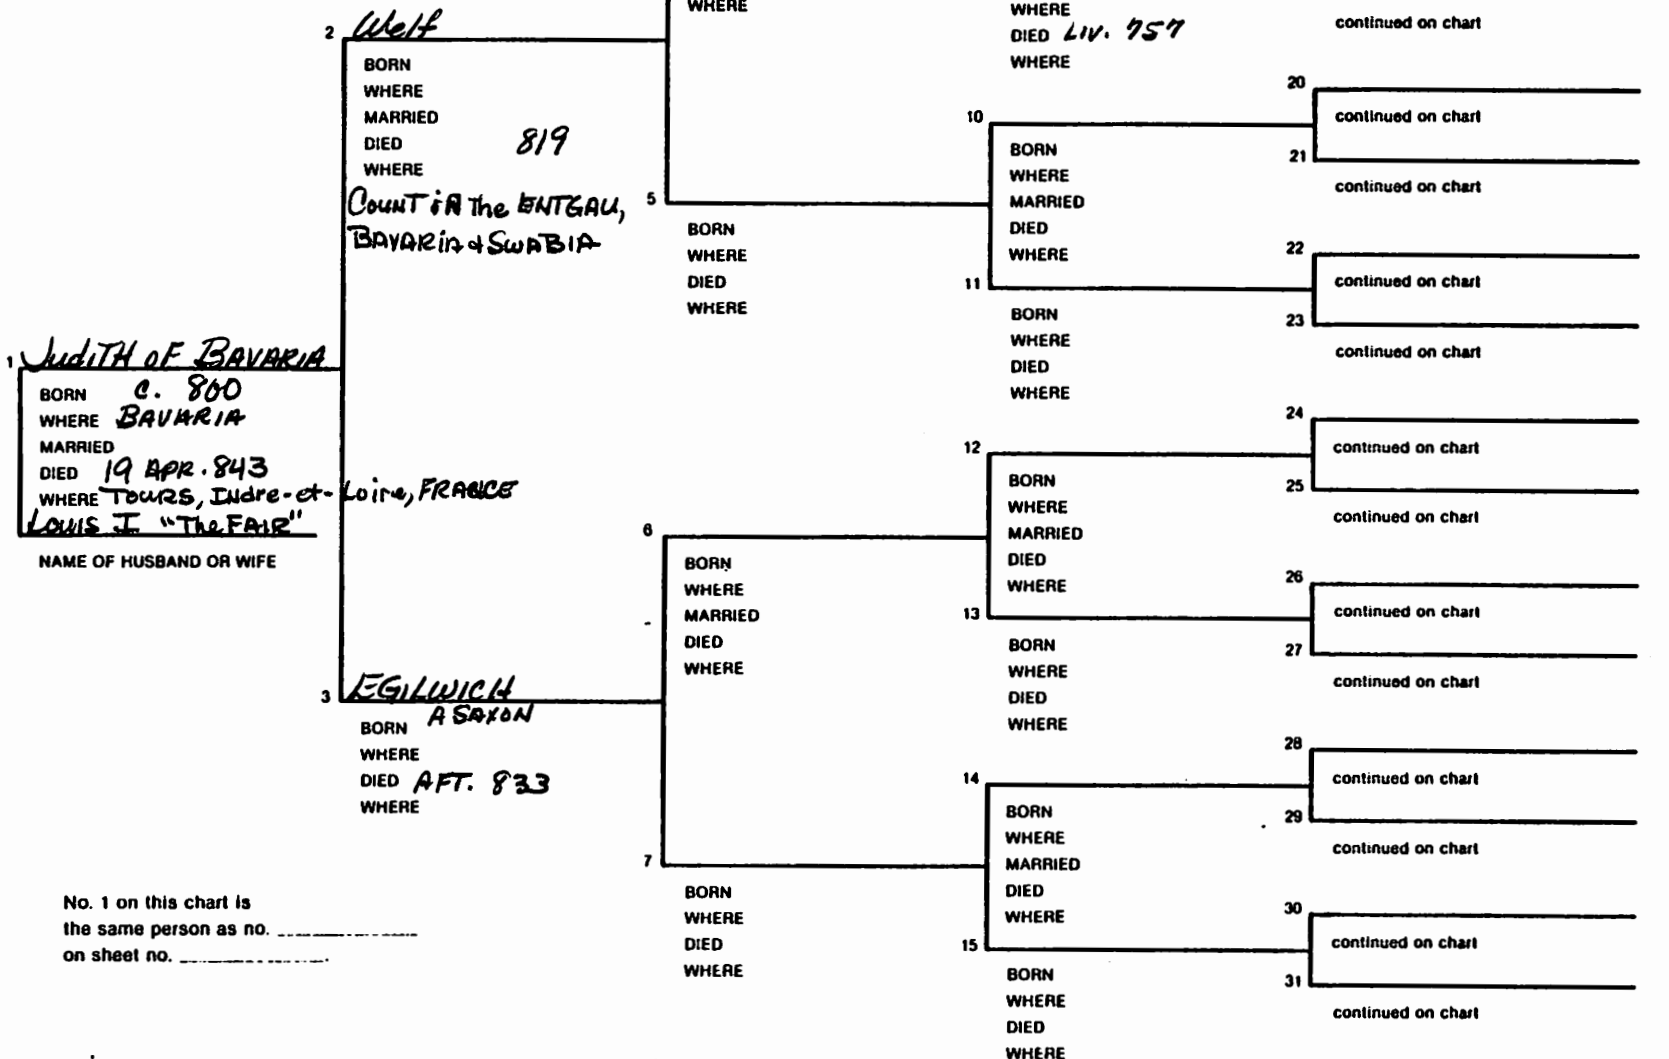 WHERE
2 Welf
BORN
WHERE
MARRIED
DIED 819
WHERE
COUNT in The ENTGAU,
BAVARIA & SWABIA
1 Judith of Bavaria
BORN c. 800
WHERE BAVARIA
MARRIED
DIED 19 APR. 843
WHERE TOURS, Indre-et-Loire, FRANCE
Louis I "The FAIR"
NAME OF HUSBAND OR WIFE
3 EGILWICH
A SAXON
BORN
WHERE
DIED AFT. 833
WHERE
No. 1 on this chart is
the same person as no.
on sheet no.
5
BORN
WHERE
DIED
WHERE
6
BORN
WHERE
MARRIED
DIED
WHERE
7
BORN
WHERE
DIED
WHERE
WHERE
DIED LIV. 757
WHERE
10
BORN
WHERE
MARRIED
DIED
WHERE
11
BORN
WHERE
DIED
WHERE
12
BORN
WHERE
MARRIED
DIED
WHERE
13
BORN
WHERE
DIED
WHERE
14
BORN
WHERE
MARRIED
DIED
WHERE
15
BORN
WHERE
DIED
WHERE
continued on chart
20
continued on chart
21
continued on chart
22
continued on chart
23
continued on chart
24
continued on chart
25
continued on chart
26
continued on chart
27
continued on chart
28
continued on chart
29
continued on chart
30
continued on chart
31
continued on chart